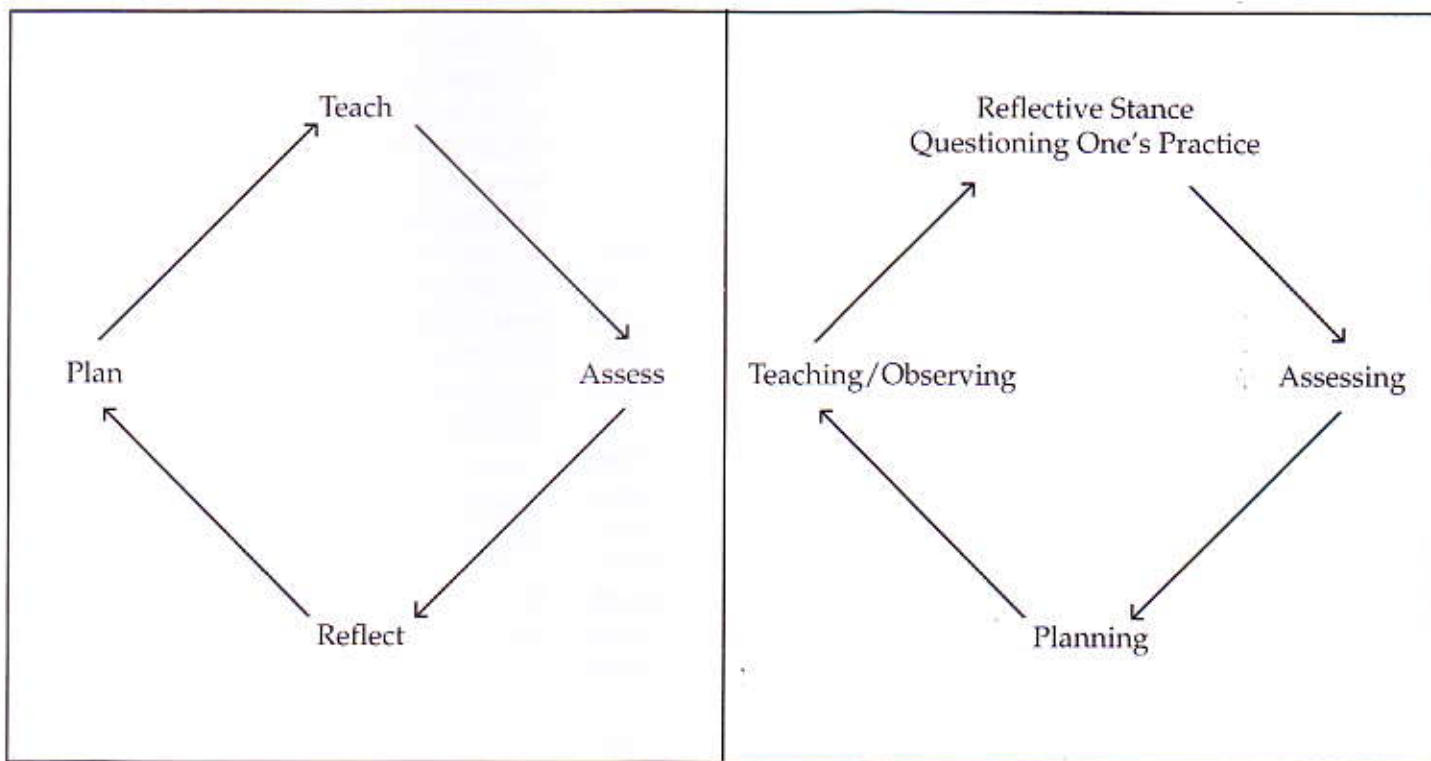 Teach
Plan
Assess
Reflect
Reflective Stance
Questioning One’s Practice
Teaching/Observing
Assessing
Planning